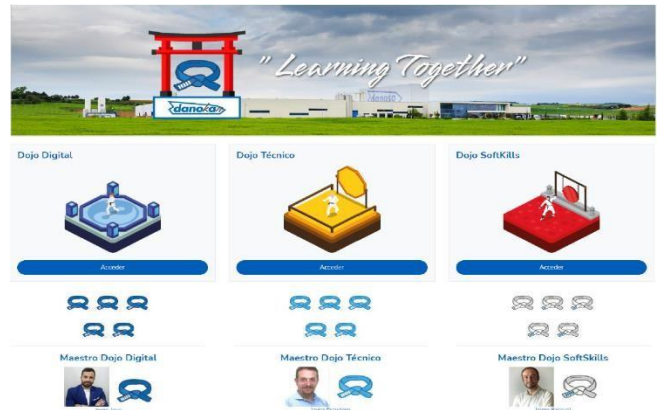 " Learning Together"
danokan
danosa
Dojo Digital
Dojo Técnico
Dojo SoftKills
Acceder
Acceder
Acceder
Maestro Dojo Digital
Maestro Dojo Técnico
Maestro Dojo SoftSkills